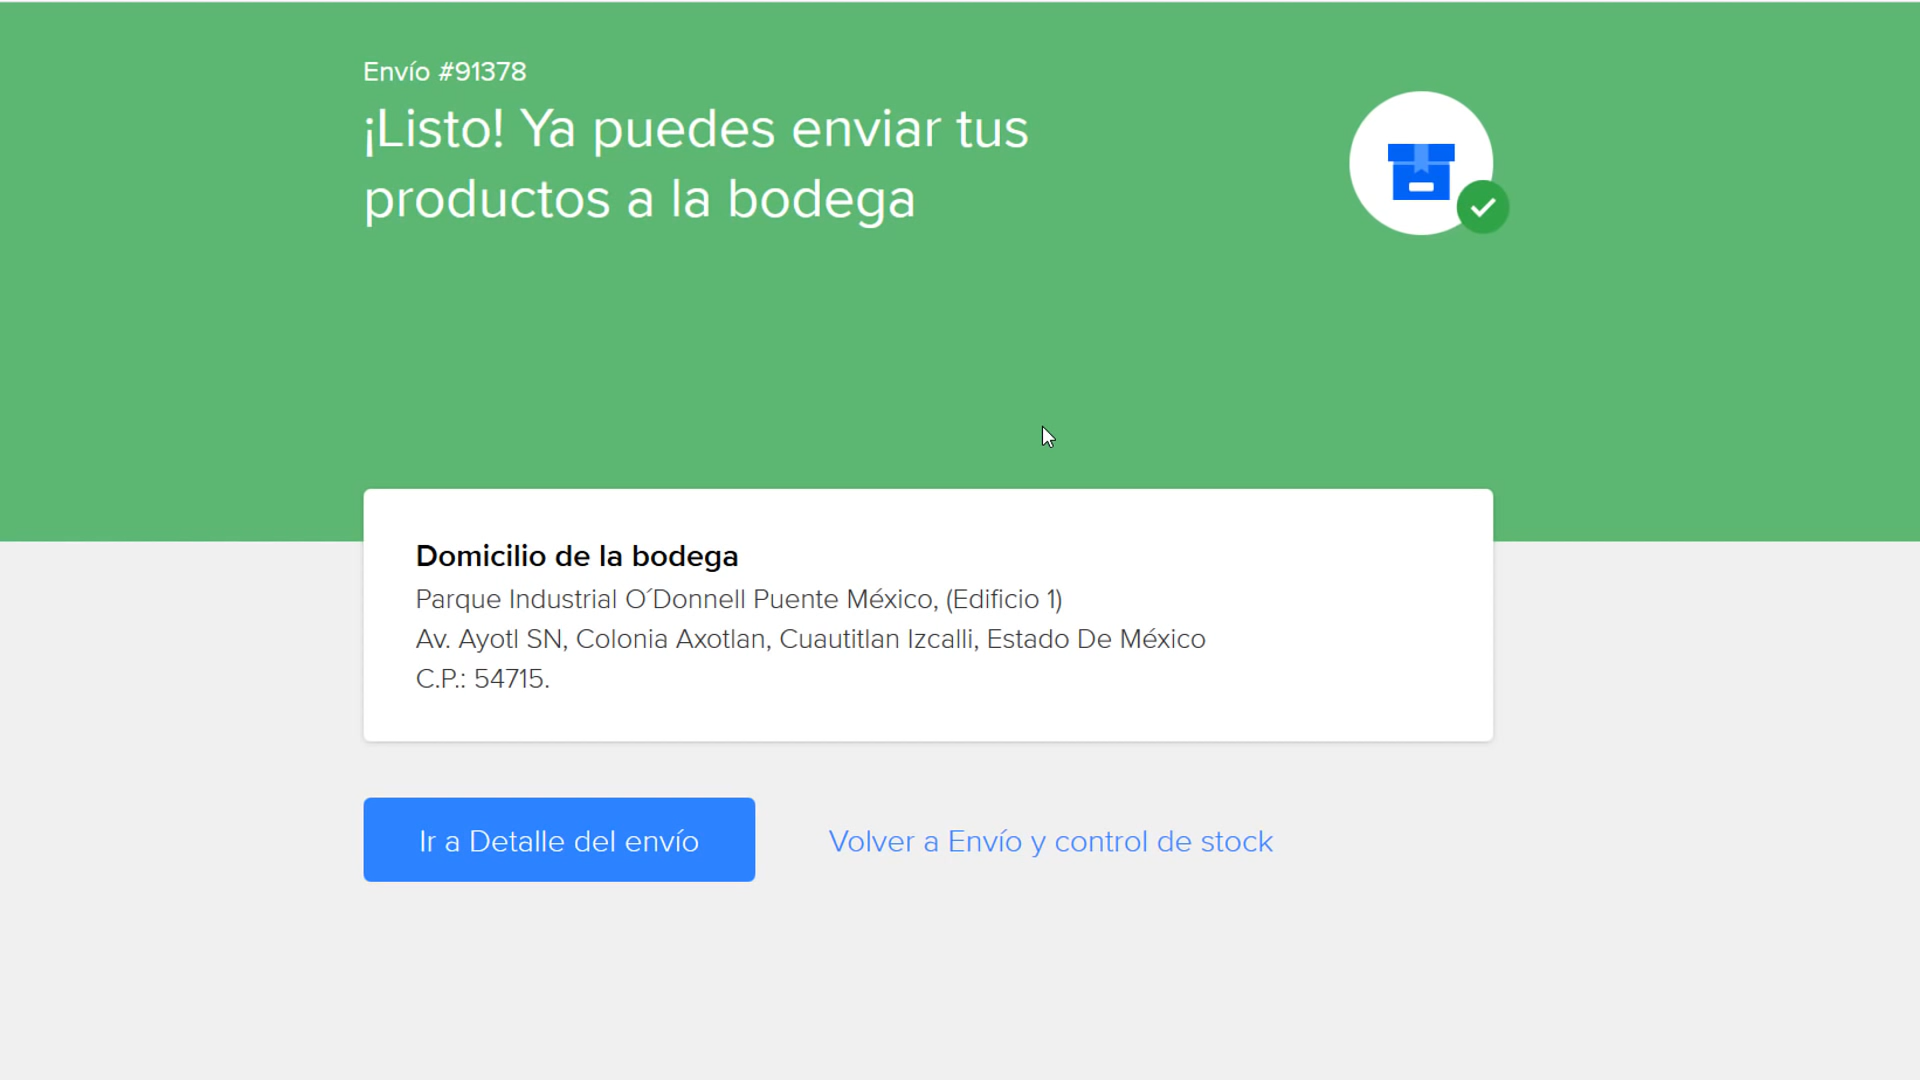 Envío #91378
¡Listo! Ya puedes enviar tus
productos a la bodega
Domicilio de la bodega
Parque Industrial O´Donnell Puente México, (Edificio 1)
Av. Ayotl SN, Colonia Axotlan, Cuautitlan Izcalli, Estado De México
C.P.: 54715.
Ir a Detalle del envío
Volver a Envío y control de stock